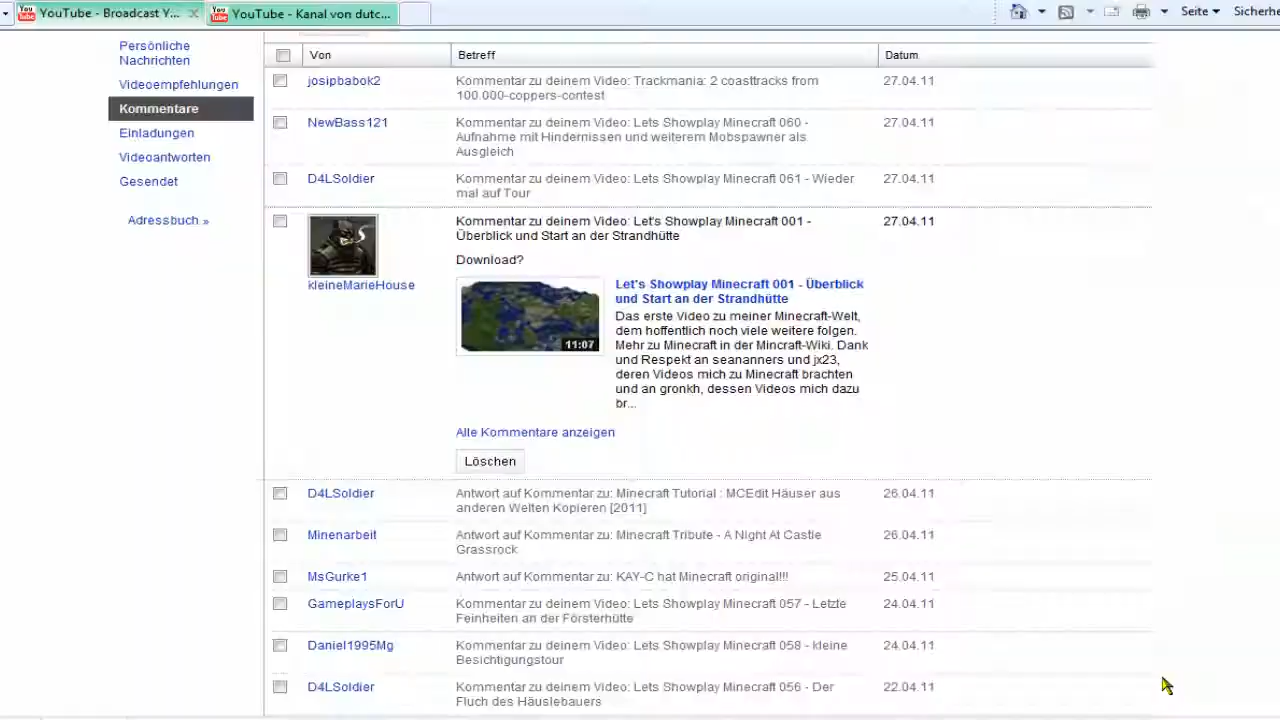 YouTube - Broadcast Y...
YouTube - Kanal von dutc...
Seite
Sicherhe
Persönliche
Nachrichten
Videoempfehlungen
Kommentare
Einladungen
Videoantworten
Gesendet
Adressbuch »
Von Betreff Datum
josipbabok2 Kommentar zu deinem Video: Trackmania: 2 coasttracks from 27.04.11
100.000-coppers-contest
NewBass121 Kommentar zu deinem Video: Lets Showplay Minecraft 060 - 27.04.11
Aufnahme mit Hindernissen und weiterem Mobspawner als
Ausgleich
D4LSoldier Kommentar zu deinem Video: Lets Showplay Minecraft 061 - Wieder 27.04.11
mal auf Tour
Kommentar zu deinem Video: Let's Showplay Minecraft 001 - 27.04.11
Überblick und Start an der Strandhütte
Download?
kleineMarieHouse
11:07
Let's Showplay Minecraft 001 - Überblick
und Start an der Strandhütte
Das erste Video zu meiner Minecraft-Welt,
dem hoffentlich noch viele weitere folgen.
Mehr zu Minecraft in der Mincraft-Wiki. Dank
und Respekt an seananners und jx23,
deren Videos mich zu Minecraft brachten
und an gronkh, dessen Videos mich dazu
br...
Alle Kommentare anzeigen
Löschen
D4LSoldier Antwort auf Kommentar zu: Minecraft Tutorial : MCEdit Häuser aus 26.04.11
anderen Welten Kopieren [2011]
Minenarbeit Antwort auf Kommentar zu: Minecraft Tribute - A Night At Castle 26.04.11
Grassrock
MsGurke1 Antwort auf Kommentar zu: KAY-C hat Minecraft original!!! 25.04.11
GameplaysForU Kommentar zu deinem Video: Lets Showplay Minecraft 057 - Letzte 24.04.11
Feinheiten an der Försterhütte
Daniel1995Mg Kommentar zu deinem Video: Lets Showplay Minecraft 058 - kleine 24.04.11
Besichtigungstour
D4LSoldier Kommentar zu deinem Video: Lets Showplay Minecraft 056 - Der 22.04.11
Fluch des Häuslebauers